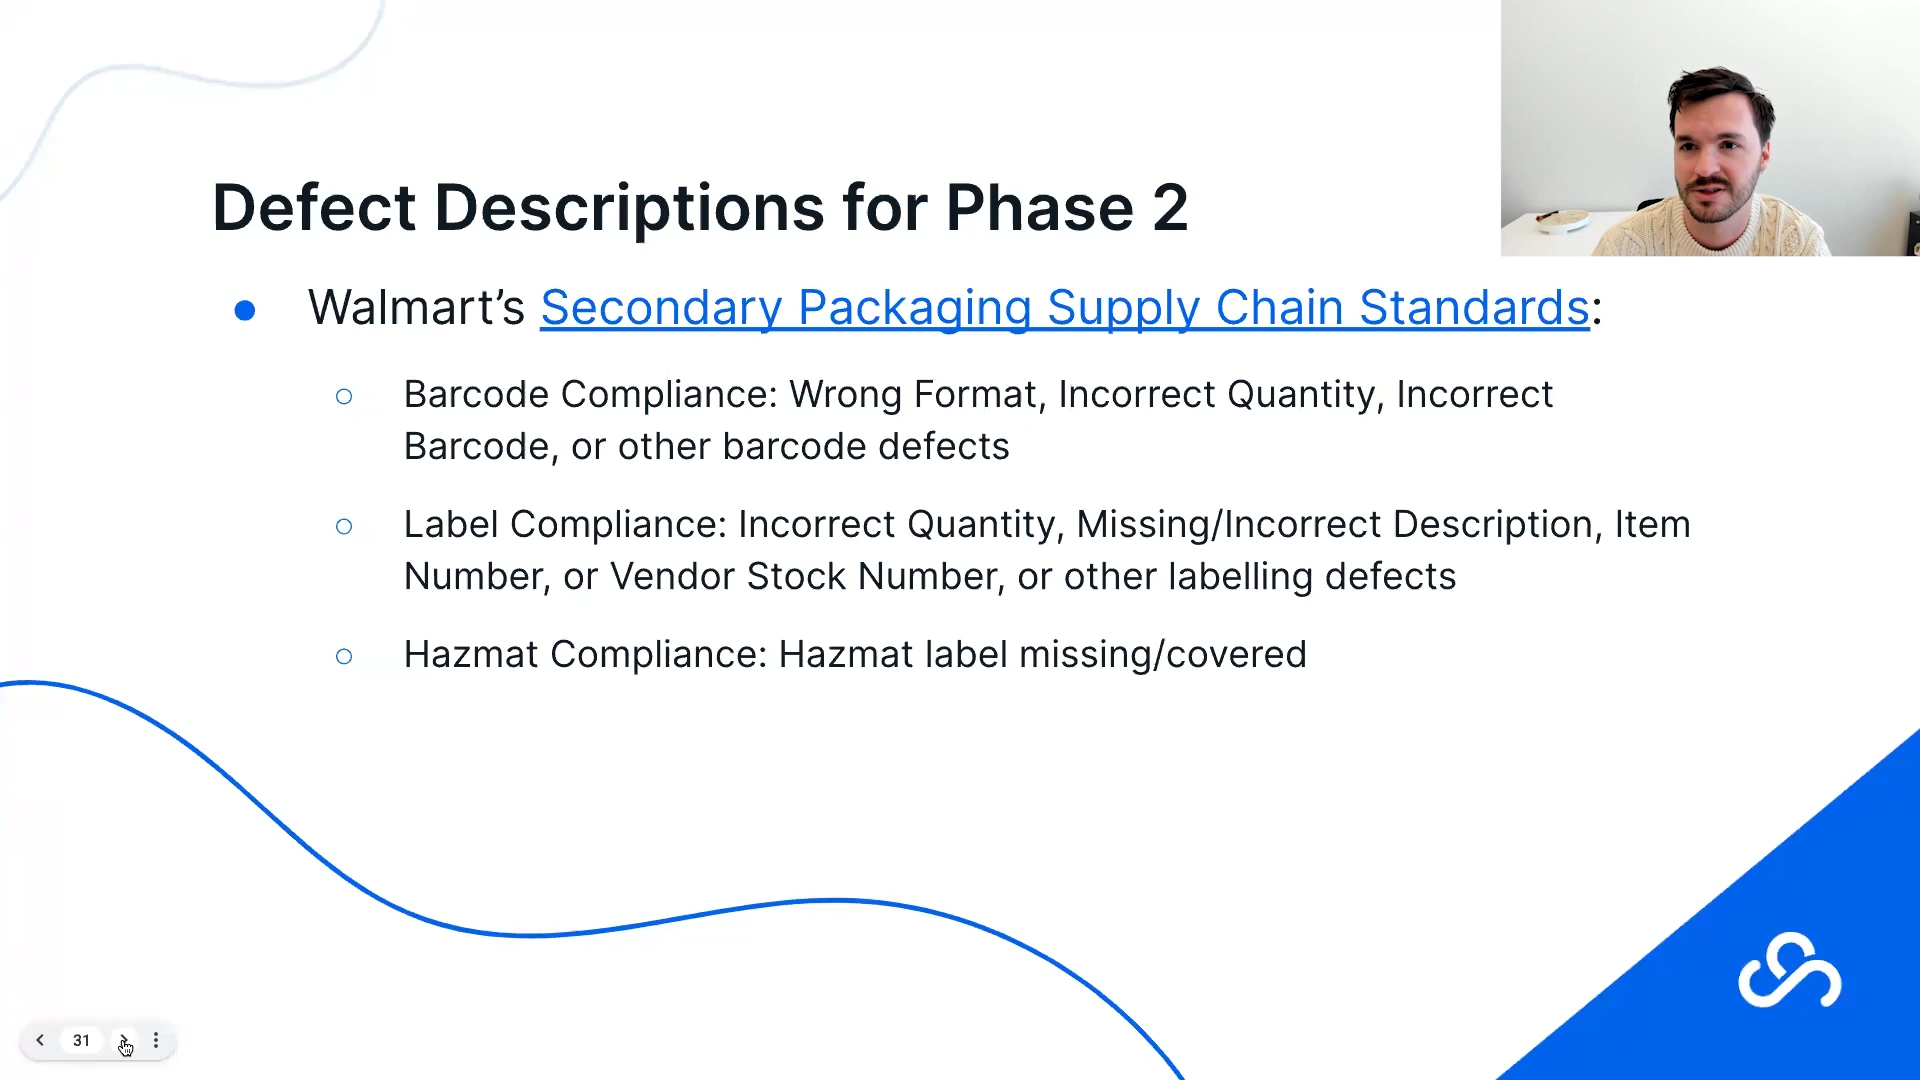 Defect Descriptions for Phase 2
● Walmart’s Secondary Packaging Supply Chain Standards:
○ Barcode Compliance: Wrong Format, Incorrect Quantity, Incorrect
Barcode, or other barcode defects
○ Label Compliance: Incorrect Quantity, Missing/Incorrect Description, Item
Number, or Vendor Stock Number, or other labelling defects
○ Hazmat Compliance: Hazmat label missing/covered
31